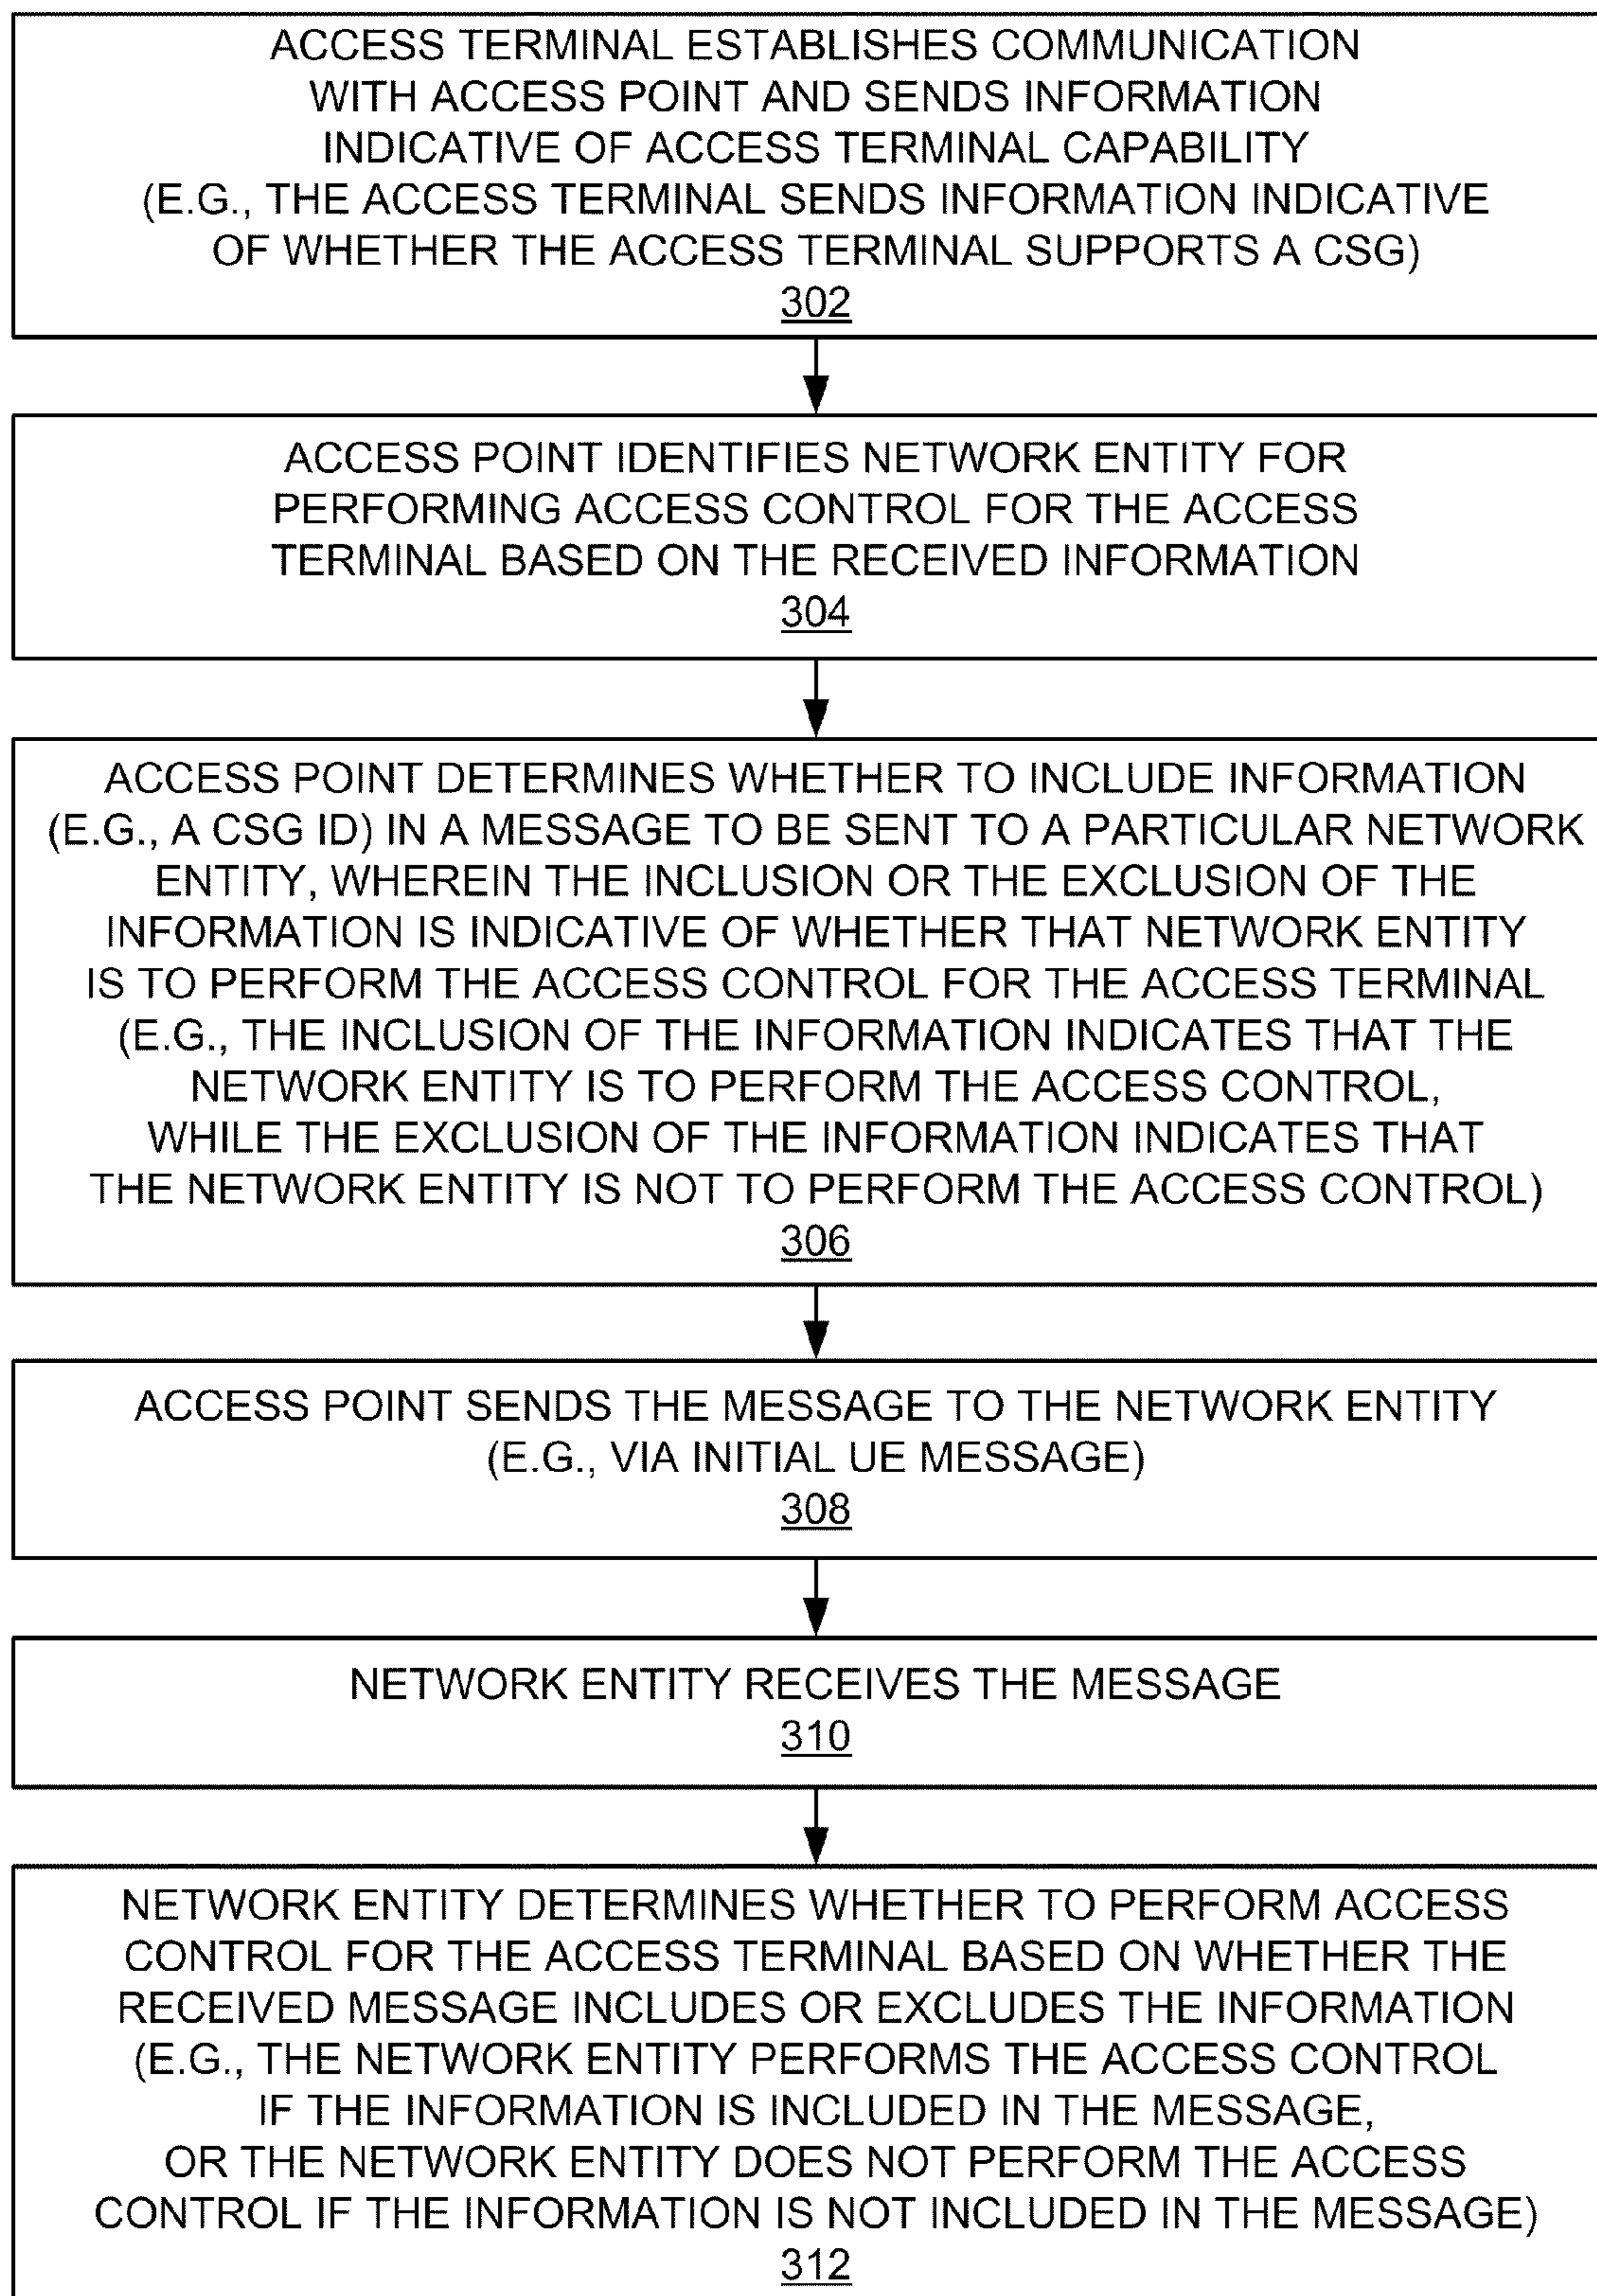 ACCESS TERMINAL ESTABLISHES COMMUNICATION
WITH ACCESS POINT AND SENDS INFORMATION
INDICATIVE OF ACCESS TERMINAL CAPABILITY
(E.G., THE ACCESS TERMINAL SENDS INFORMATION INDICATIVE
OF WHETHER THE ACCESS TERMINAL SUPPORTS A CSG)
302
ACCESS POINT IDENTIFIES NETWORK ENTITY FOR
PERFORMING ACCESS CONTROL FOR THE ACCESS
TERMINAL BASED ON THE RECEIVED INFORMATION
304
ACCESS POINT DETERMINES WHETHER TO INCLUDE INFORMATION
(E.G., A CSG ID) IN A MESSAGE TO BE SENT TO A PARTICULAR NETWORK
ENTITY, WHEREIN THE INCLUSION OR THE EXCLUSION OF THE
INFORMATION IS INDICATIVE OF WHETHER THAT NETWORK ENTITY
IS TO PERFORM THE ACCESS CONTROL FOR THE ACCESS TERMINAL
(E.G., THE INCLUSION OF THE INFORMATION INDICATES THAT THE
NETWORK ENTITY IS TO PERFORM THE ACCESS CONTROL,
WHILE THE EXCLUSION OF THE INFORMATION INDICATES THAT
THE NETWORK ENTITY IS NOT TO PERFORM THE ACCESS CONTROL)
306
ACCESS POINT SENDS THE MESSAGE TO THE NETWORK ENTITY
(E.G., VIA INITIAL UE MESSAGE)
308
NETWORK ENTITY RECEIVES THE MESSAGE
310
NETWORK ENTITY DETERMINES WHETHER TO PERFORM ACCESS
CONTROL FOR THE ACCESS TERMINAL BASED ON WHETHER THE
RECEIVED MESSAGE INCLUDES OR EXCLUDES THE INFORMATION
(E.G., THE NETWORK ENTITY PERFORMS THE ACCESS CONTROL
IF THE INFORMATION IS INCLUDED IN THE MESSAGE,
OR THE NETWORK ENTITY DOES NOT PERFORM THE ACCESS
CONTROL IF THE INFORMATION IS NOT INCLUDED IN THE MESSAGE)
312